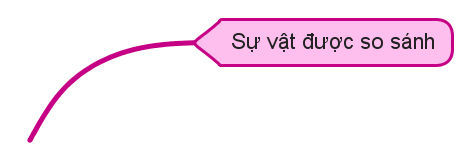 Sự vật được so sánh